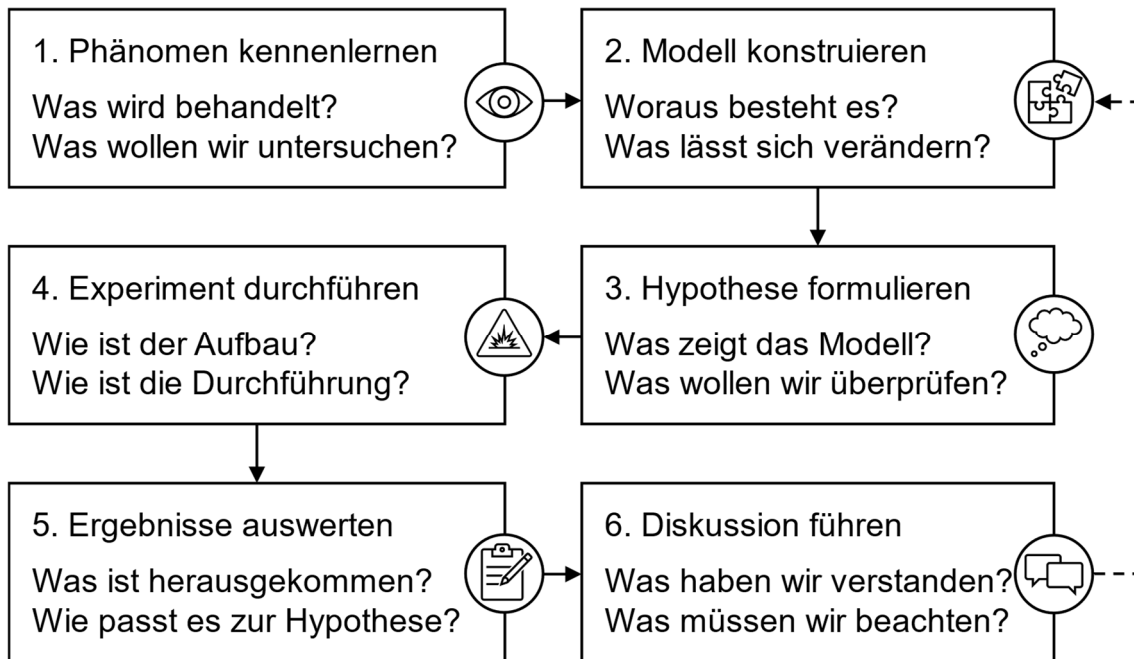 1. Phänomen kennenlernen
Was wird behandelt?
Was wollen wir untersuchen?
2. Modell konstruieren
Woraus besteht es?
Was lässt sich verändern?
3. Hypothese formulieren
Was zeigt das Modell?
Was wollen wir überprüfen?
4. Experiment durchführen
Wie ist der Aufbau?
Wie ist die Durchführung?
5. Ergebnisse auswerten
Was ist herausgekommen?
Wie passt es zur Hypothese?
6. Diskussion führen
Was haben wir verstanden?
Was müssen wir beachten?